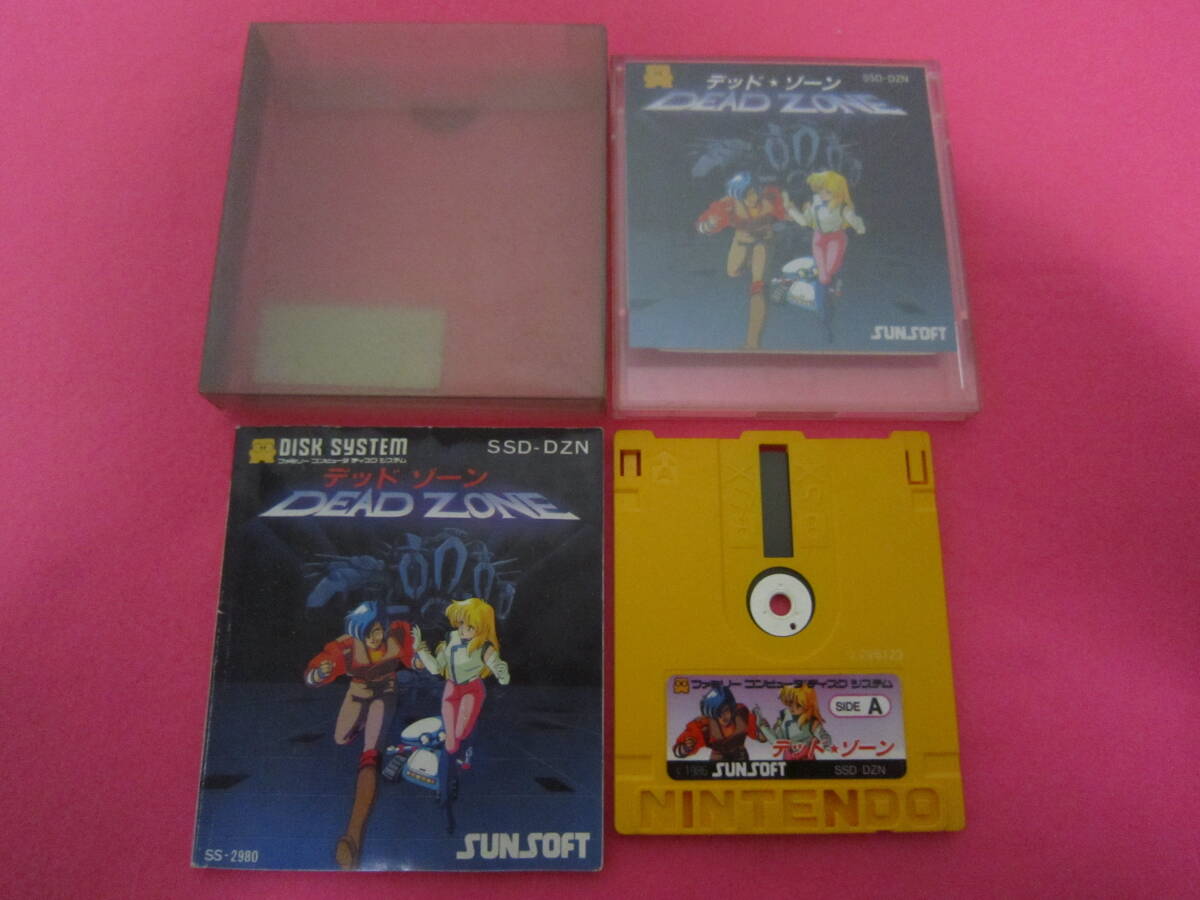 デッド★ゾーン
SSD-DZN
DEAD ZONE
SUNSOFT
DISK SYSTEM
SSD-DZN
ファミリー コンピュータ ディスク システム
デッド ゾーン
DEAD ZONE
SS-2980
SUNSOFT
ファミリー コンピュータ ディスク システム
SIDE A
デッド★ゾーン
©1986 SUNSOFT
SSD-DZN
NINTENDO